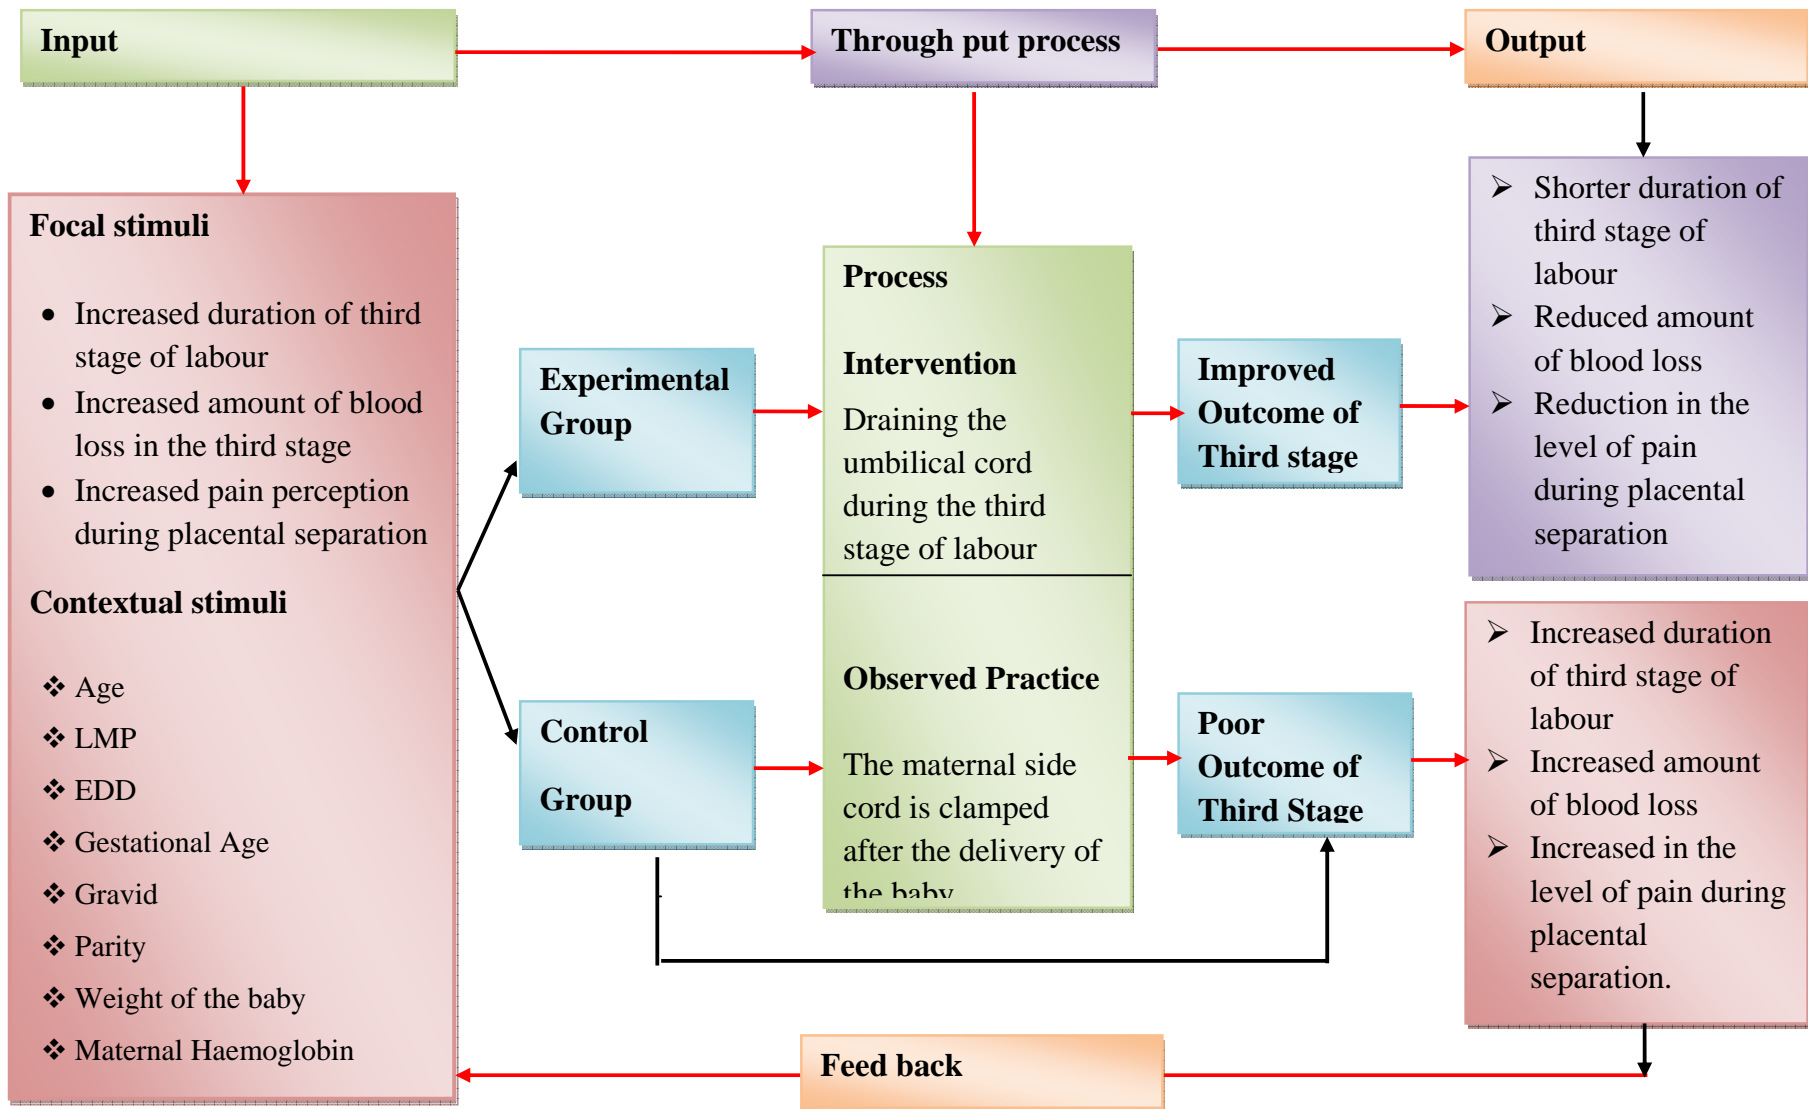 Input
Through put process
Output
Focal stimuli
• Increased duration of third
stage of labour
• Increased amount of blood
loss in the third stage
• Increased pain perception
during placental separation
Contextual stimuli
❖ Age
❖ LMP
❖ EDD
❖ Gestational Age
❖ Gravid
❖ Parity
❖ Weight of the baby
❖ Maternal Haemoglobin
Experimental
Group
Control
Group
Process
Intervention
Draining the
umbilical cord
during the third
stage of labour
Observed Practice
The maternal side
cord is clamped
after the delivery of
the baby
Improved
Outcome of
Third stage
Poor
Outcome of
Third Stage
➢ Shorter duration of
third stage of
labour
➢ Reduced amount
of blood loss
➢ Reduction in the
level of pain
during placental
separation
➢ Increased duration
of third stage of
labour
➢ Increased amount
of blood loss
➢ Increased in the
level of pain during
placental
separation.
Feed back